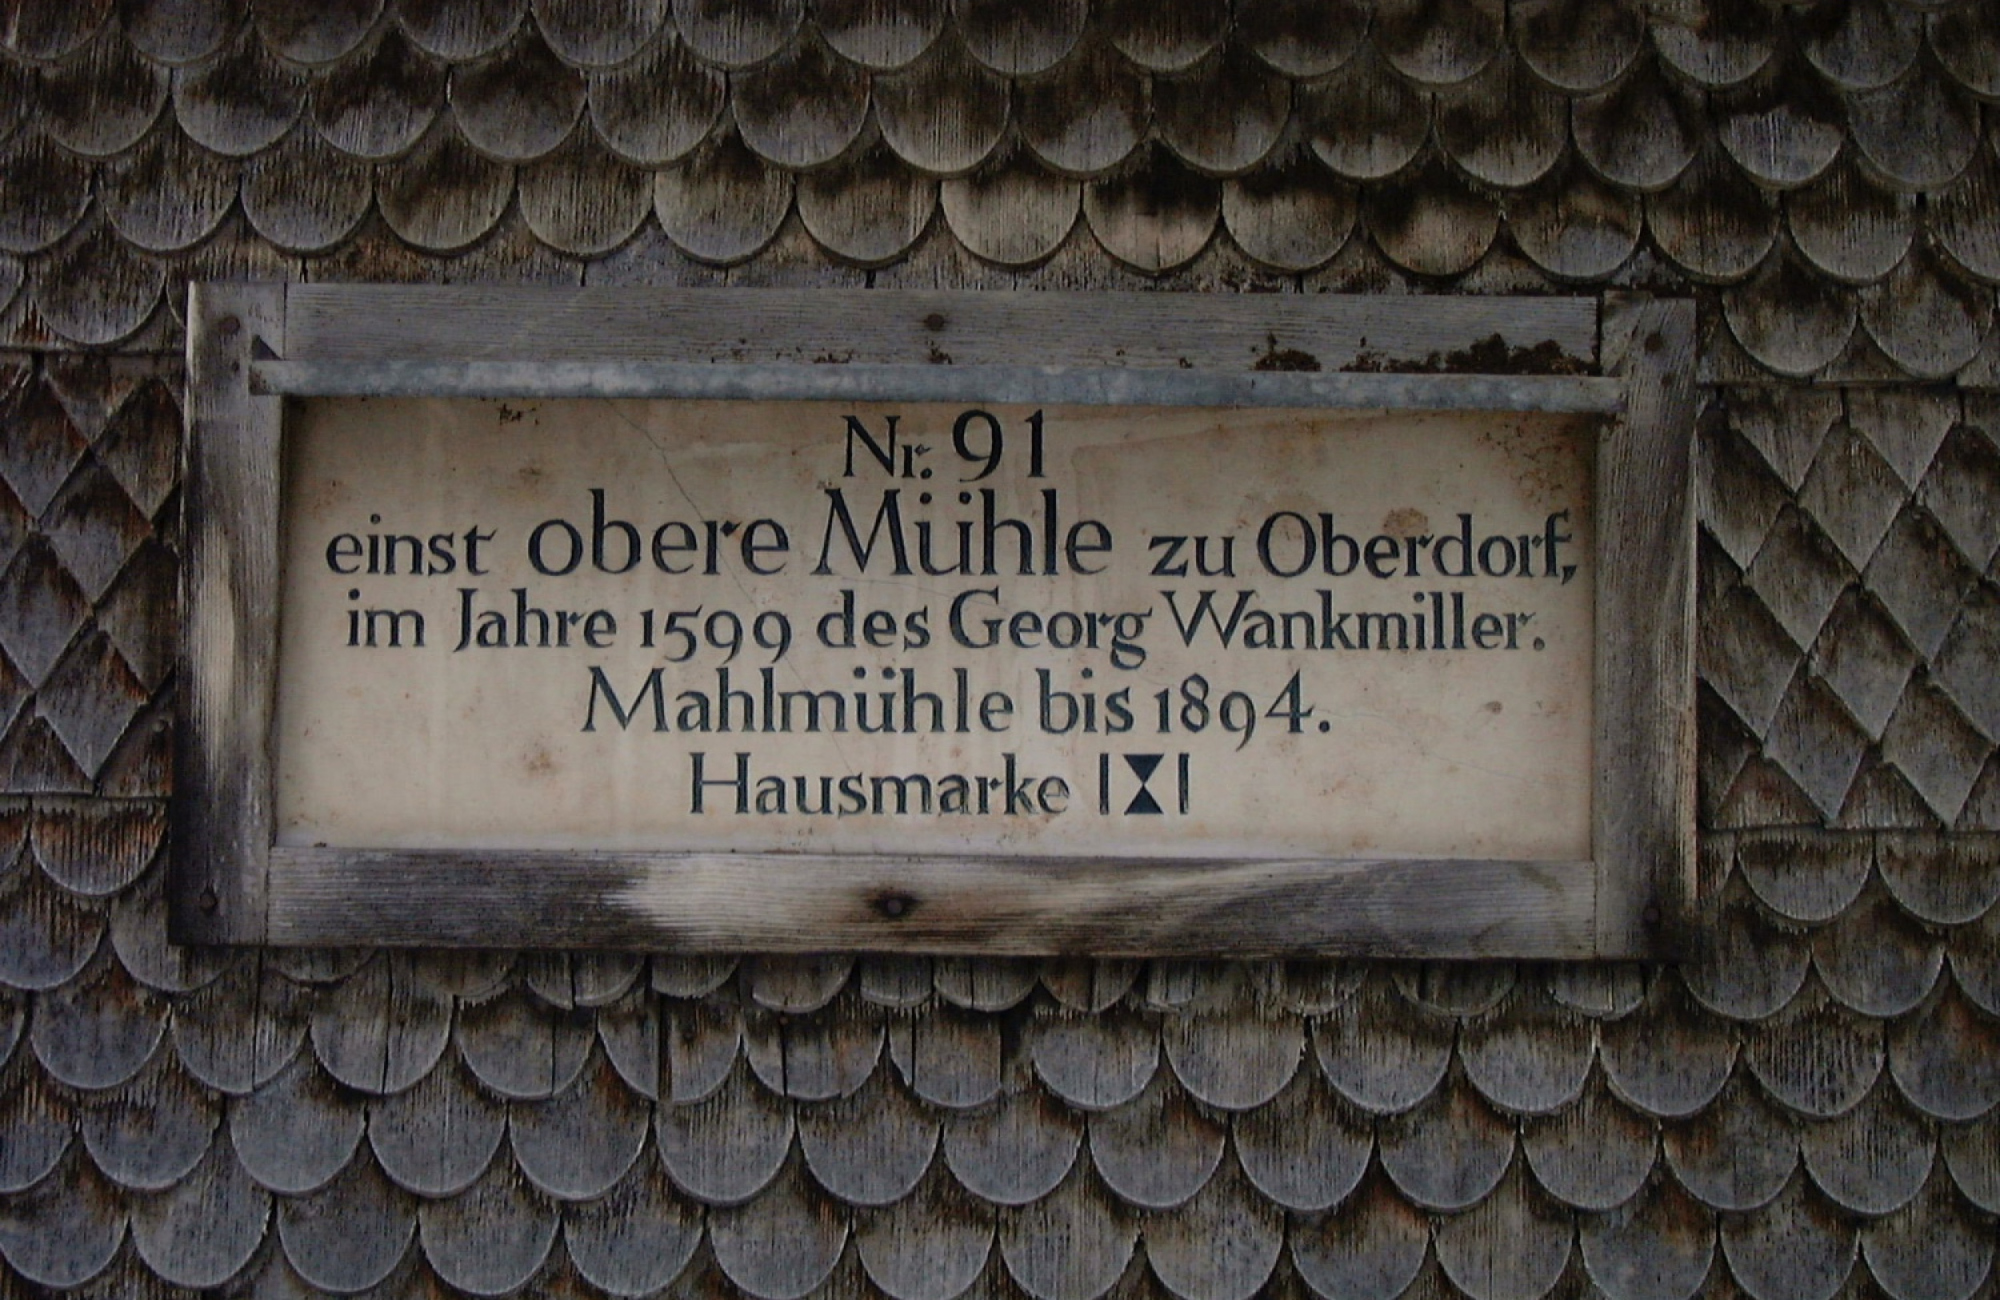 Nr. 91
einst obere Mühle zu Oberdorf,
im Jahre 1599 des Georg Wankmiller.
Mahlmühle bis 1894.
Hausmarke